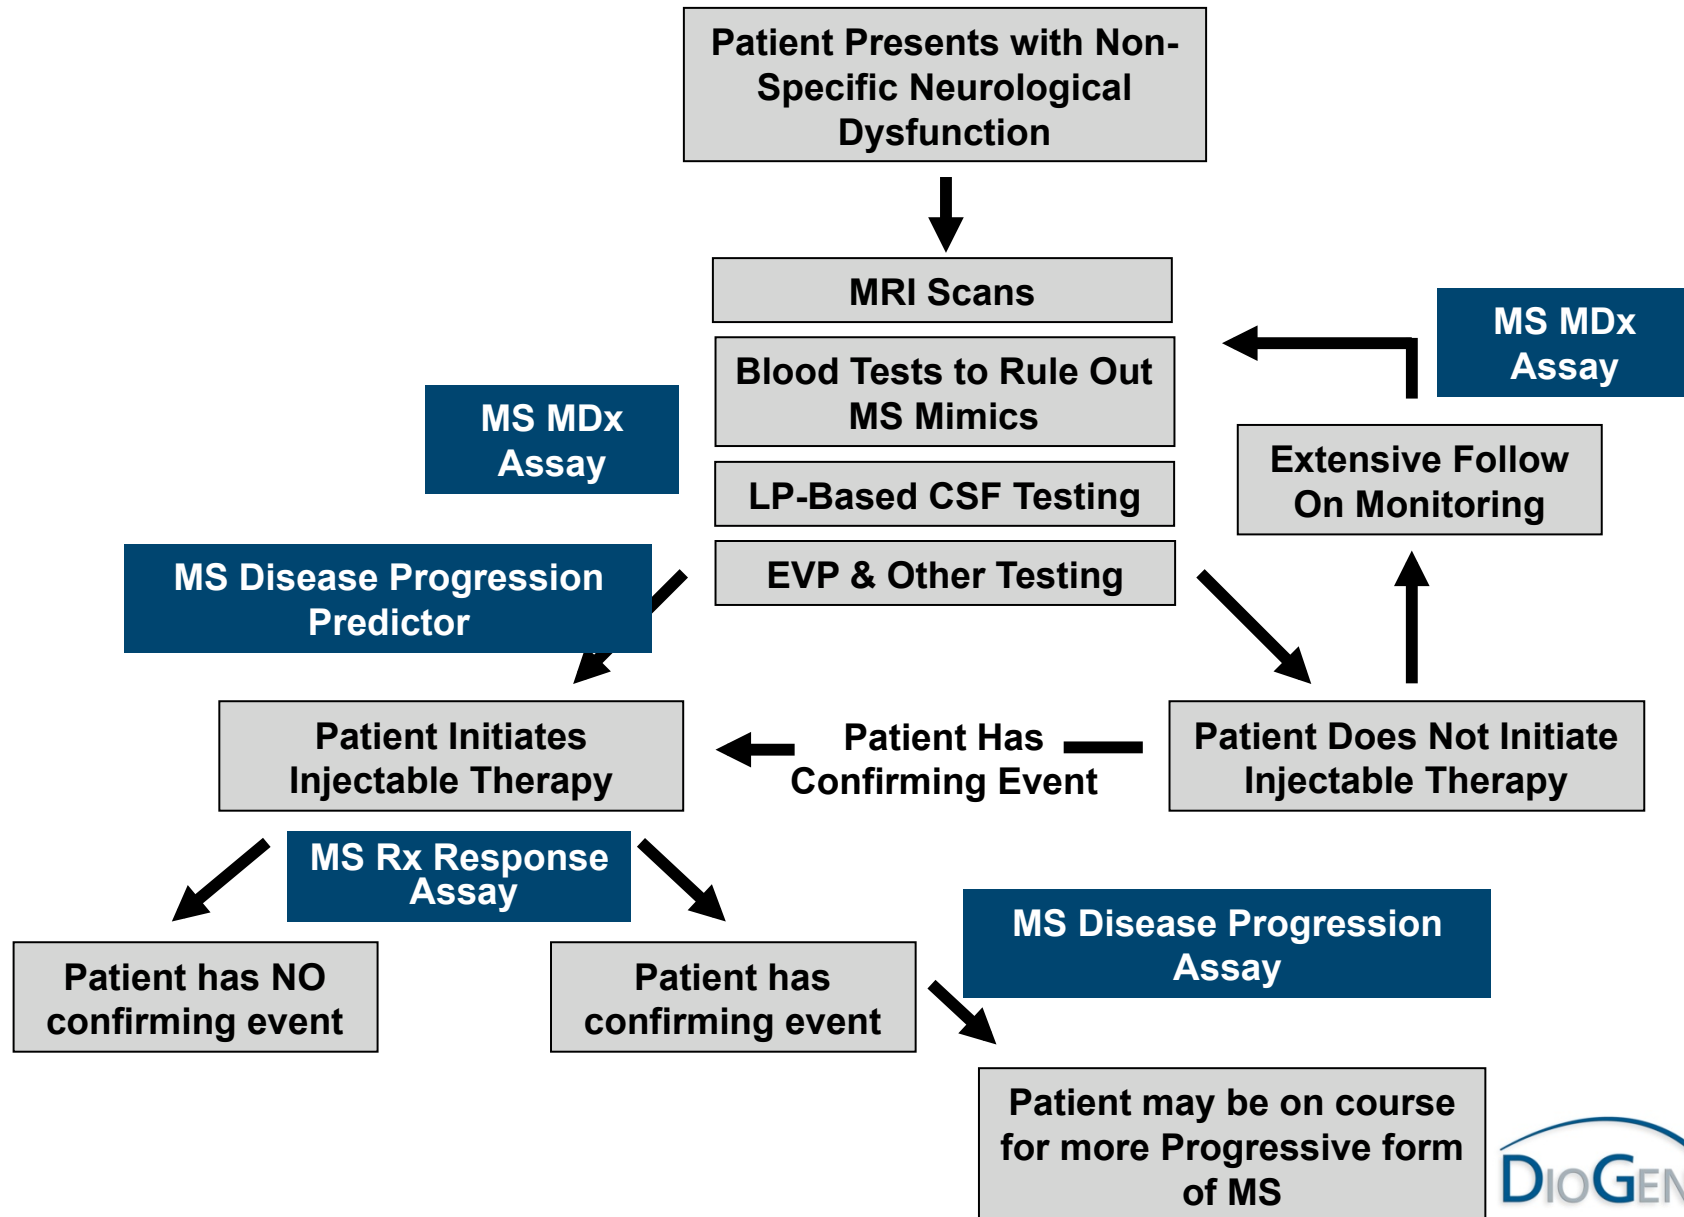 Patient Presents with Non-
Specific Neurological
Dysfunction
MRI Scans
MS MDx
Assay
Blood Tests to Rule Out
MS Mimics
MS MDx
Assay
Extensive Follow
On Monitoring
LP-Based CSF Testing
EVP & Other Testing
MS Disease Progression
Predictor
Patient Initiates
Injectable Therapy
Patient Has
Confirming Event
Patient Does Not Initiate
Injectable Therapy
MS Rx Response
Assay
MS Disease Progression
Assay
Patient has NO
confirming event
Patient has
confirming event
Patient may be on course
for more Progressive form
of MS